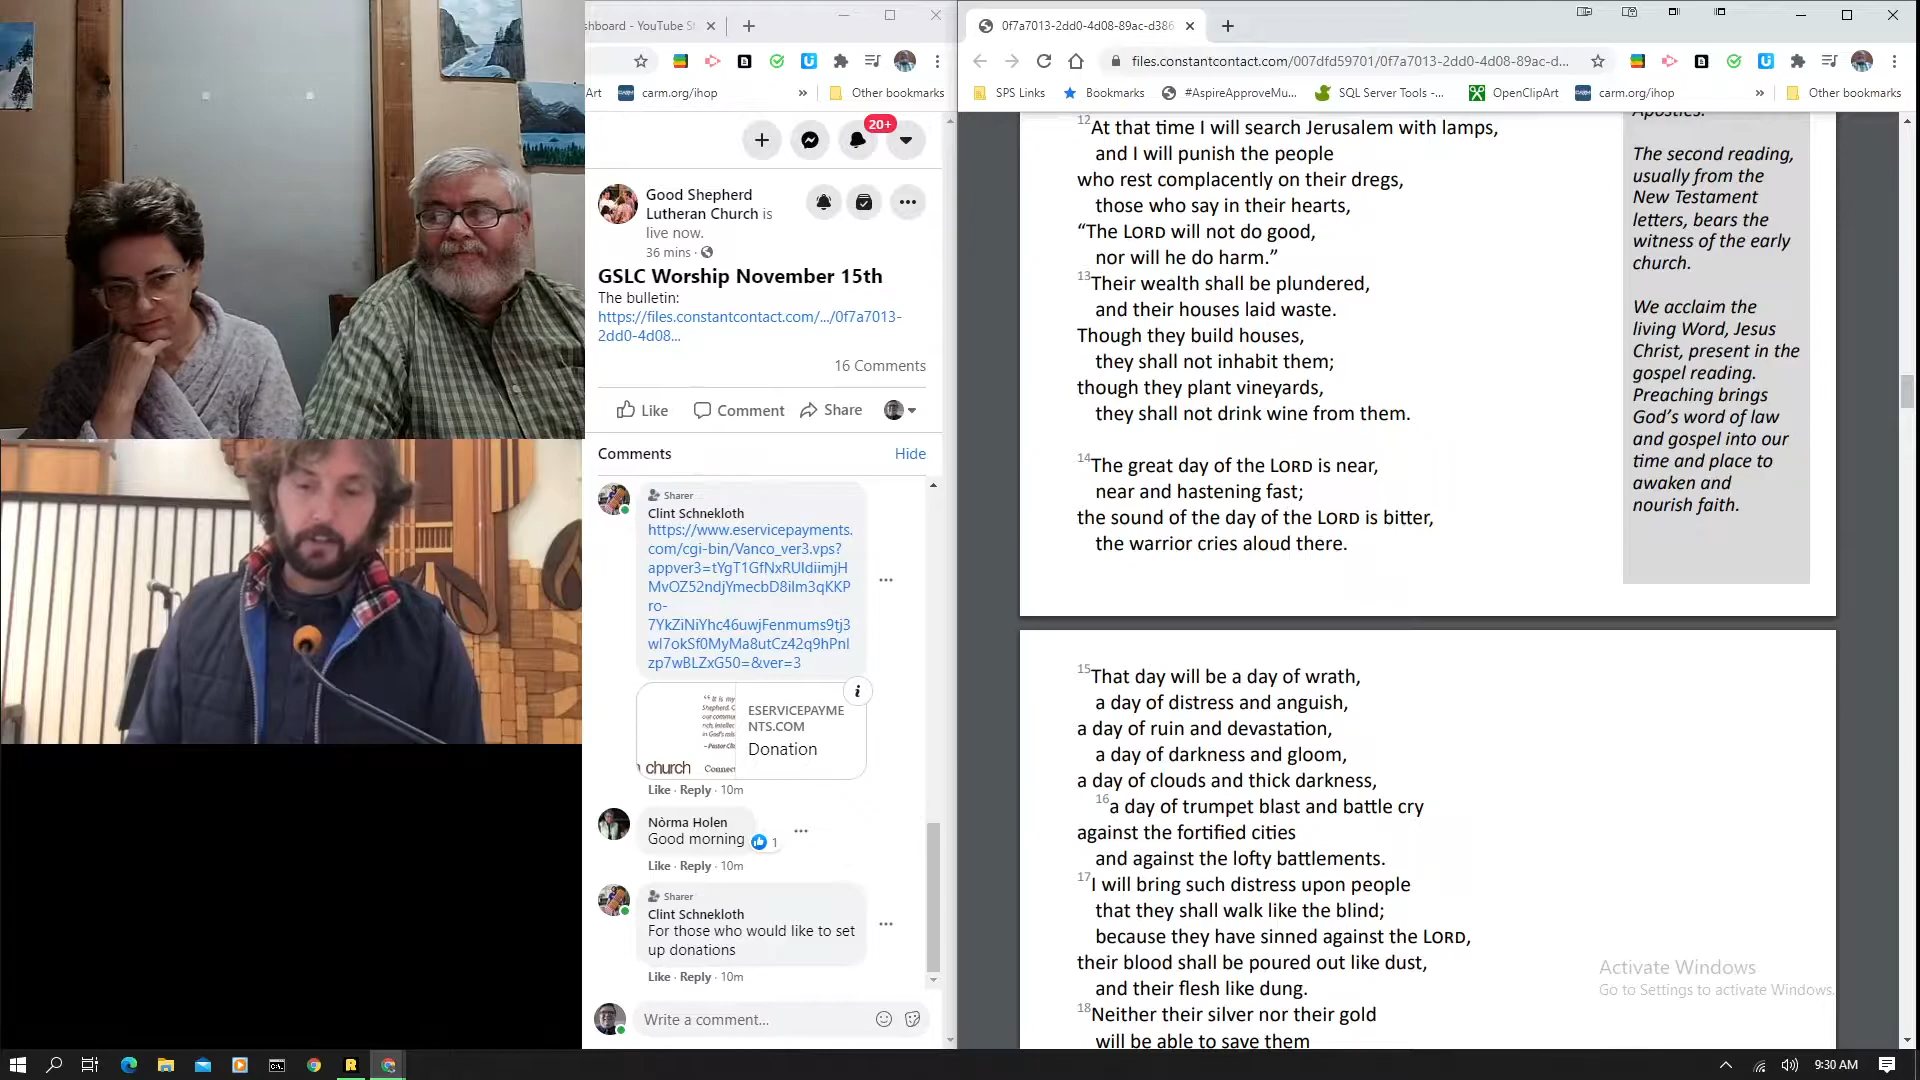 shboard - YouTube St
Art
carm.org/ihop
»
Other bookmarks
20+
Good Shepherd
Lutheran Church is
live now.
36 mins ·
GSLC Worship November 15th
The bulletin:
https://files.constantcontact.com/.../0f7a7013-
2dd0-4d08...
16 Comments
Like
Comment
Share
Comments
Hide
Sharer
Clint Schnekloth
https://www.eservicepayments.
com/cgi-bin/Vanco_ver3.vps?
ro-
zp7wBLZxG50=&ver=3
ESERVICEPAYME
NTS.COM
Donation
church
Like · Reply · 10m
Nòrma Holen
Good morning
1
Like · Reply · 10m
Sharer
Clint Schnekloth
For those who would like to set
up donations
Like · Reply · 10m
Write a comment...
0f7a7013-2dd0-4d08-89ac-d386
files.constantcontact.com/007dfd59701/0f7a7013-2dd0-4d08-89ac-d...
SPS Links
Bookmarks
#AspireApproveMu...
SQL Server Tools -...
OpenClipArt
carm.org/ihop
»
Other bookmarks
12At that time I will search Jerusalem with lamps,
and I will punish the people
who rest complacently on their dregs,
those who say in their hearts,
“The LORD will not do good,
nor will he do harm.”
13Their wealth shall be plundered,
and their houses laid waste.
Though they build houses,
they shall not inhabit them;
though they plant vineyards,
they shall not drink wine from them.
14The great day of the LORD is near,
near and hastening fast;
the sound of the day of the LORD is bitter,
the warrior cries aloud there.
Apostles.
The second reading,
usually from the
New Testament
letters, bears the
witness of the early
church.
We acclaim the
living Word, Jesus
Christ, present in the
gospel reading.
Preaching brings
God’s word of law
and gospel into our
time and place to
awaken and
nourish faith.
15That day will be a day of wrath,
a day of distress and anguish,
a day of ruin and devastation,
a day of darkness and gloom,
a day of clouds and thick darkness,
16a day of trumpet blast and battle cry
against the fortified cities
and against the lofty battlements.
17I will bring such distress upon people
that they shall walk like the blind;
because they have sinned against the LORD,
their blood shall be poured out like dust,
and their flesh like dung.
18Neither their silver nor their gold
will be able to save them
Activate Windows
Go to Settings to activate Windows.
9:30 AM